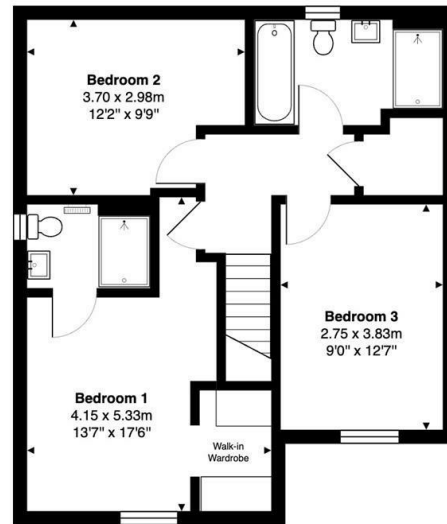 Bedroom 2
3.70 x 2.98m
12'2" x 9'9"
Bedroom 3
2.75 x 3.83m
9'0" x 12'7"
Bedroom 1
4.15 x 5.33m
13'7" x 17'6"
Walk-in
Wardrobe